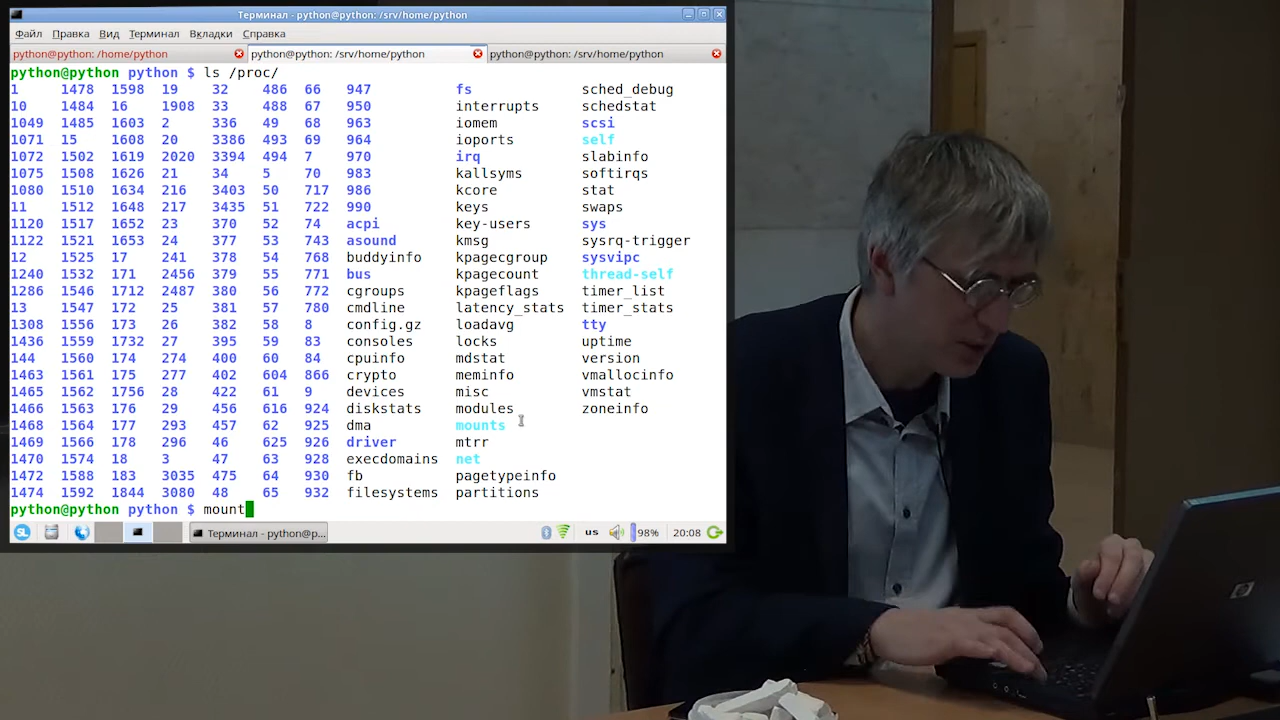 Терминал - python@python: /srv/home/python
Файл Правка Вид Терминал Вкладки Справка
python@python: /home/python python@python: /srv/home/python python@python: /srv/home/python
python@python python $ ls /proc/
1 1478 1598 19 32 486 66 947 fs sched_debug
10 1484 16 1908 33 488 67 950 interrupts schedstat
1049 1485 1603 2 336 49 68 963 iomem scsi
1071 15 1608 20 3386 493 69 964 ioports self
1072 1502 1619 2020 3394 494 7 970 irq slabinfo
1075 1508 1626 21 34 5 70 983 kallsyms softirqs
1080 1510 1634 216 3403 50 717 986 kcore stat
11 1512 1648 217 3435 51 722 990 keys swaps
1120 1517 1652 23 370 52 74 acpi key-users sys
1122 1521 1653 24 377 53 743 asound kmsg sysrq-trigger
12 1525 17 241 378 54 768 buddyinfo kpagecgroup sysvipc
1240 1532 171 2456 379 55 771 bus kpagecount thread-self
1286 1546 1712 2487 380 56 772 cgroups kpageflags timer_list
13 1547 172 25 381 57 780 cmdline latency_stats timer_stats
1308 1556 173 26 382 58 8 config.gz loadavg tty
1436 1559 1732 27 395 59 83 consoles locks uptime
144 1560 174 274 400 60 84 cpuinfo mdstat version
1463 1561 175 277 402 604 866 crypto meminfo vmallocinfo
1465 1562 1756 28 422 61 9 devices misc vmstat
1466 1563 176 29 456 616 924 diskstats modules zoneinfo
1468 1564 177 293 457 62 925 dma mounts
1469 1566 178 296 46 625 926 driver mtrr
1470 1574 18 3 47 63 928 execdomains net
1472 1588 183 3035 475 64 930 fb pagetypeinfo
1474 1592 1844 3080 48 65 932 filesystems partitions
python@python python $ mount
Терминал - python@p... us 98% 20:08
hp